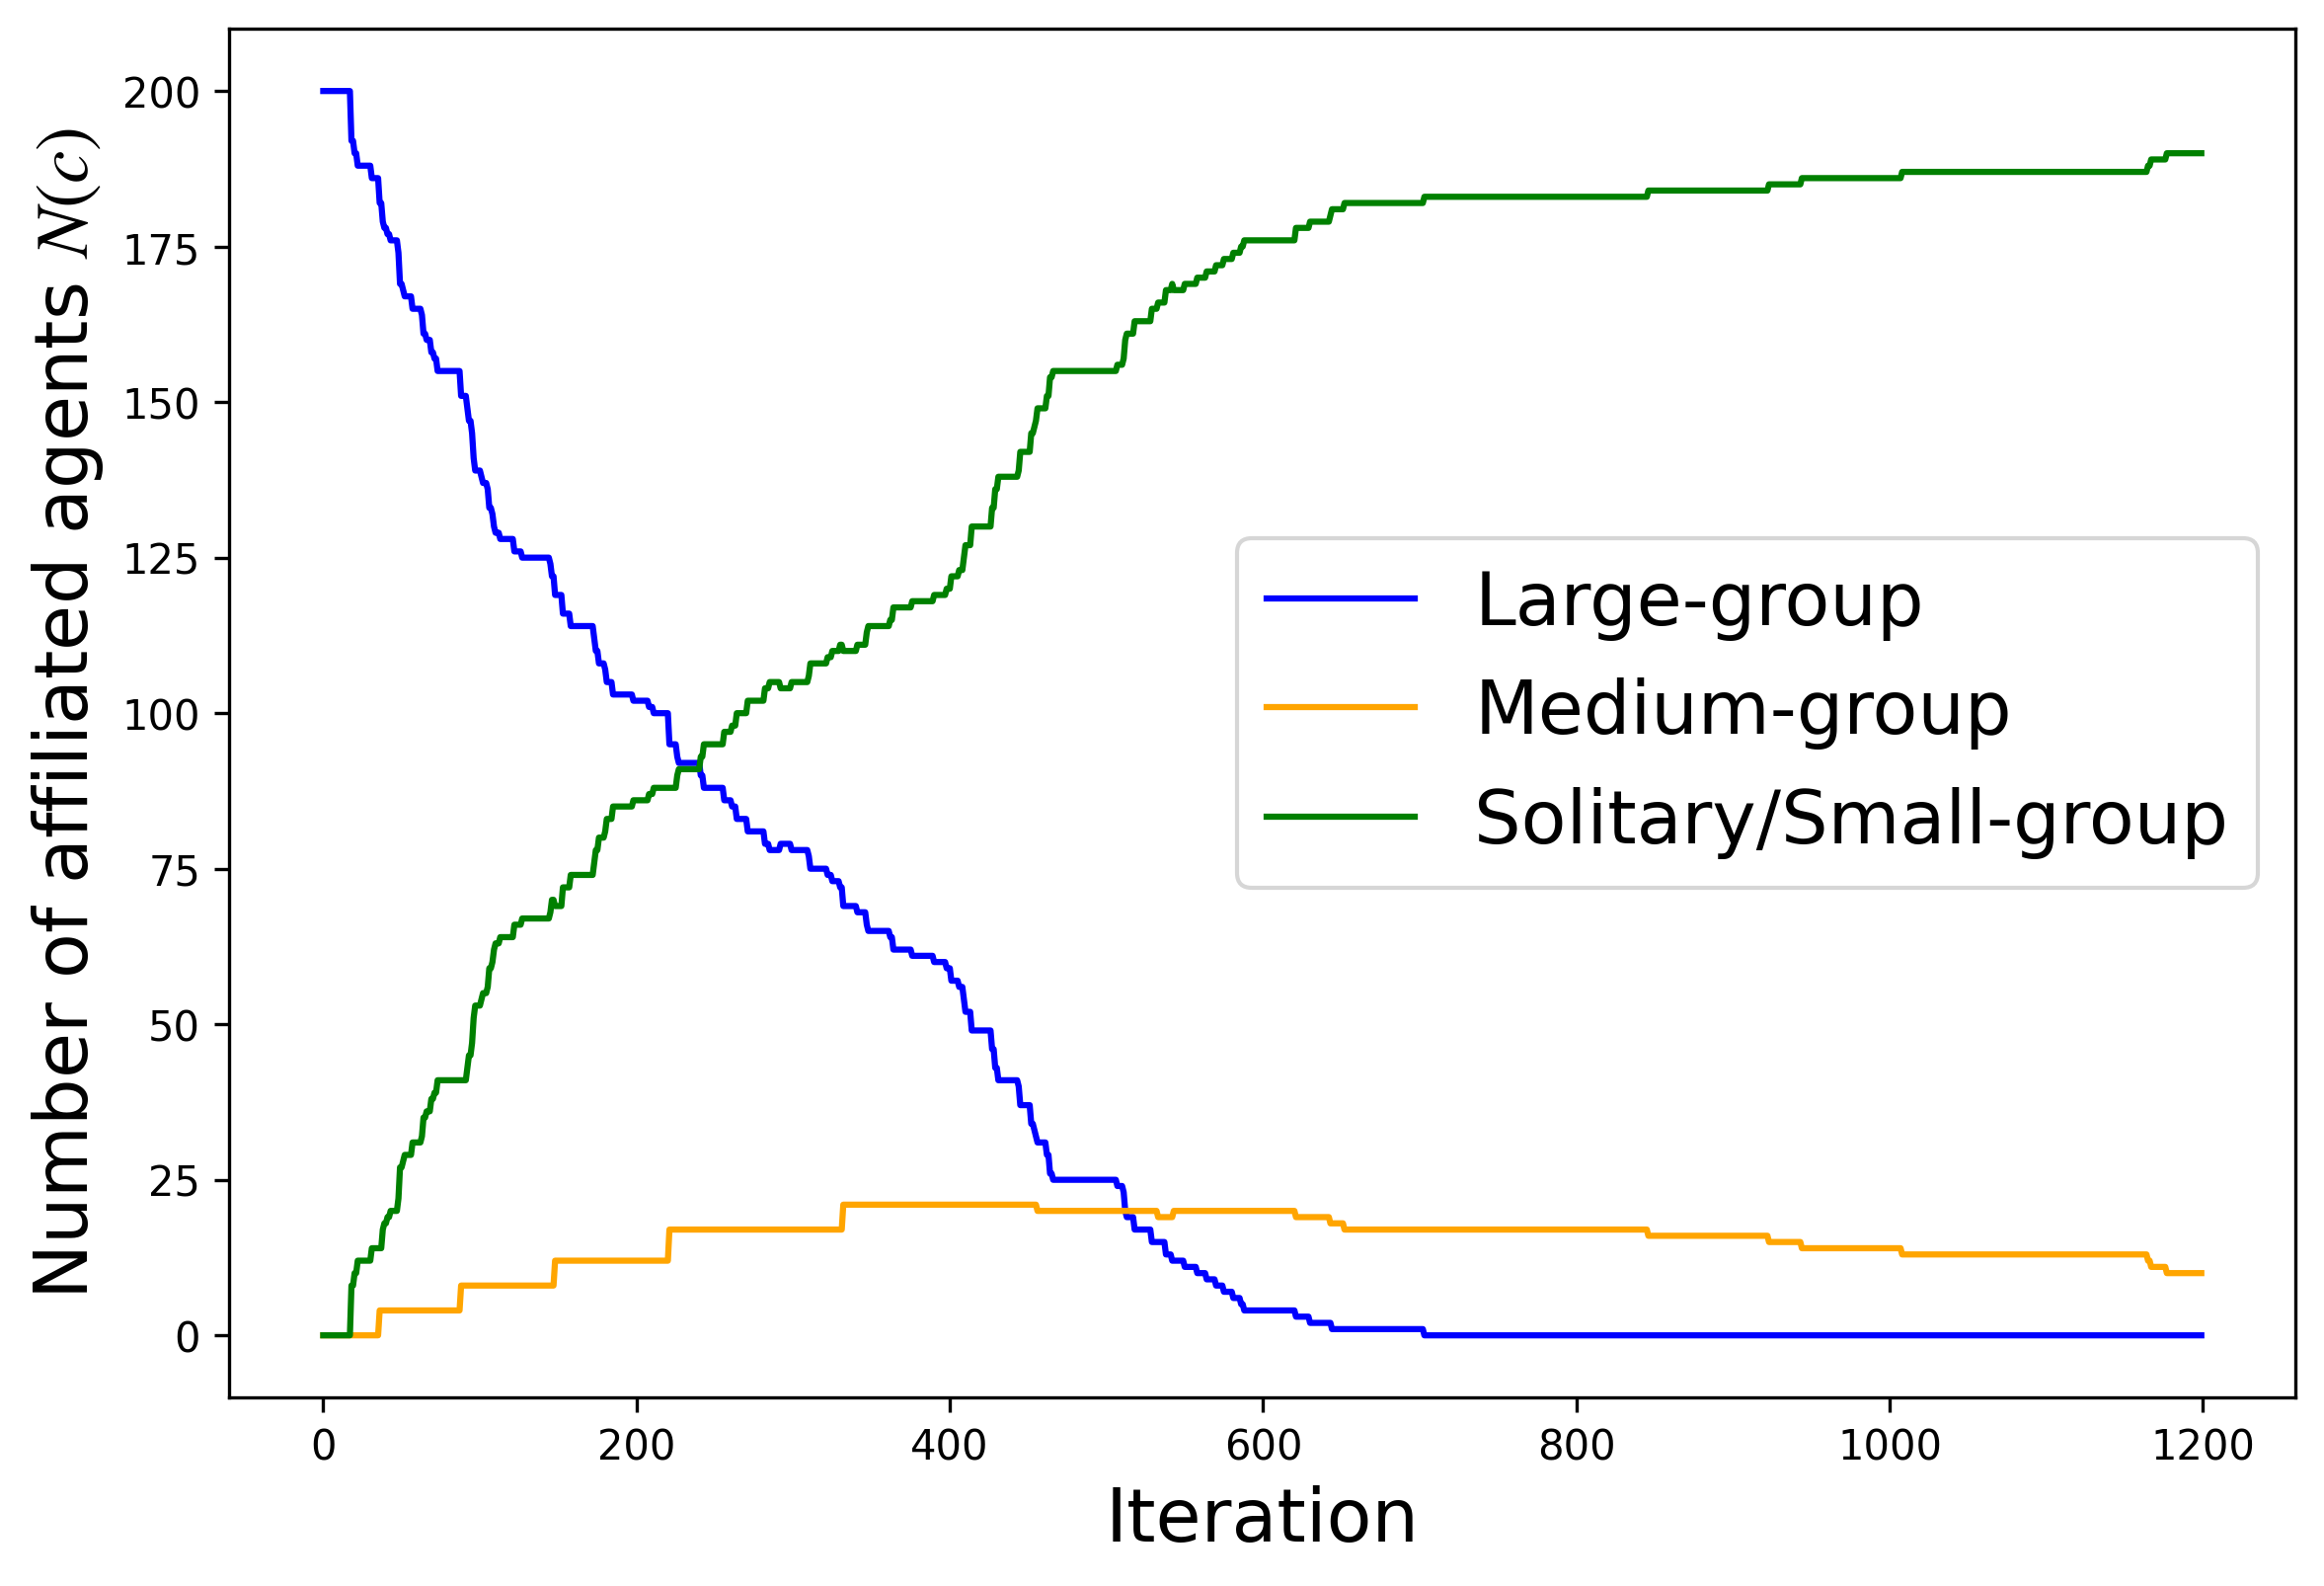 Number of affiliated agents N(c)
200
175
150
125
100
75
50
25
0
Large-group
Medium-group
Solitary/Small-group
0 200 400 600 800 1000 1200
Iteration